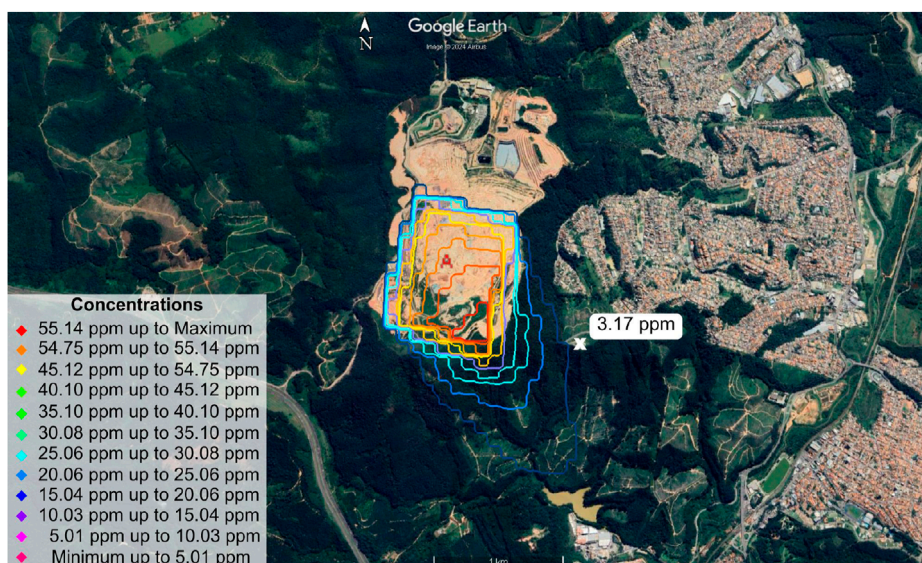 Google Earth
Image © 2024 Airbus
N
A
3.17 ppm
Concentrations
55.14 ppm up to Maximum
54.75 ppm up to 55.14 ppm
45.12 ppm up to 54.75 ppm
40.10 ppm up to 45.12 ppm
35.10 ppm up to 40.10 ppm
30.08 ppm up to 35.10 ppm
25.06 ppm up to 30.08 ppm
20.06 ppm up to 25.06 ppm
15.04 ppm up to 20.06 ppm
10.03 ppm up to 15.04 ppm
5.01 ppm up to 10.03 ppm
Minimum up to 5.01 ppm
1 km